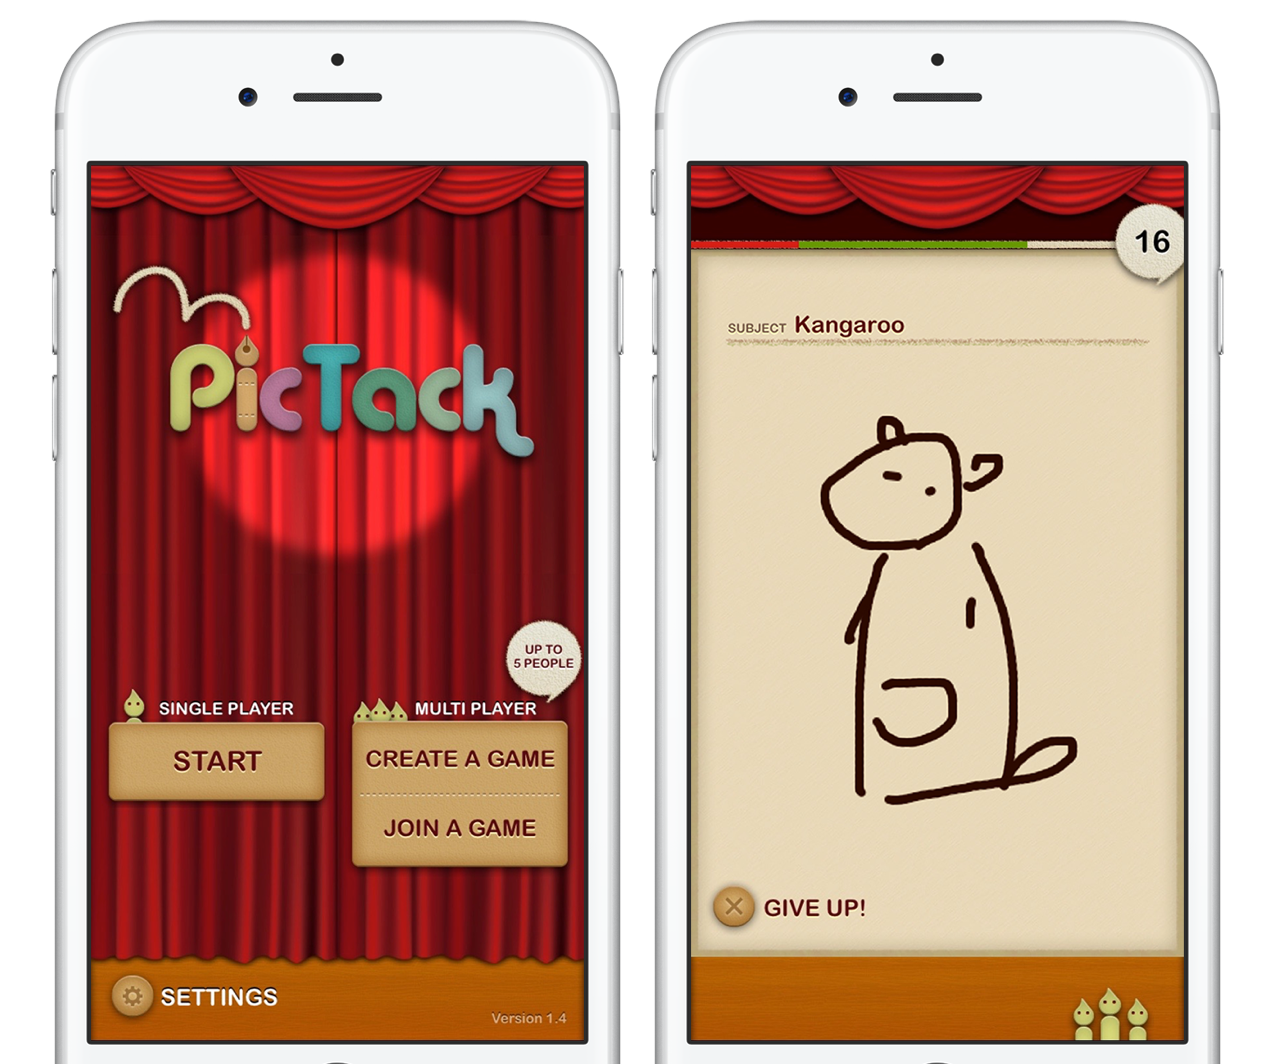 PicTack
UP TO
5 PEOPLE
SINGLE PLAYER
START
MULTI PLAYER
CREATE A GAME
JOIN A GAME
SETTINGS
Version 1.4
16
SUBJECT Kangaroo
GIVE UP!